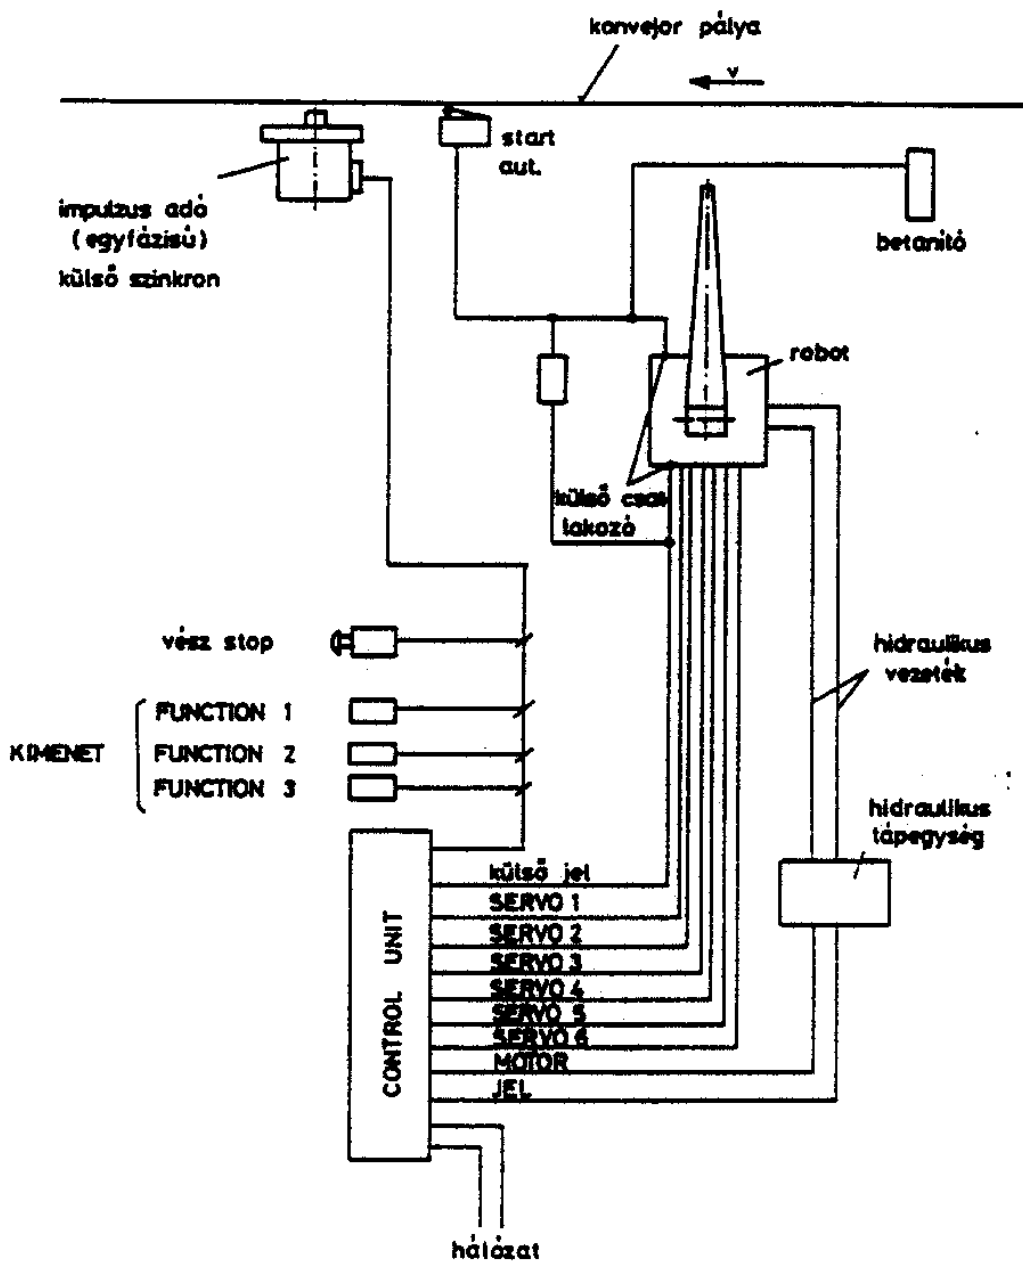 konvejor pálya
v
start
aut.
impulzus adó
(egyfázisú)
külső szinkron
betanító
robot
külső csat
lakozó
vész stop
hidraulikus
vezeték
KIMENET
FUNCTION 1
FUNCTION 2
FUNCTION 3
hidraulikus
tápegység
CONTROL UNIT
külső jel
SERVO 1
SERVO 2
SERVO 3
SERVO 4
SERVO 5
SERVO 6
MOTOR
JEL
hálózat